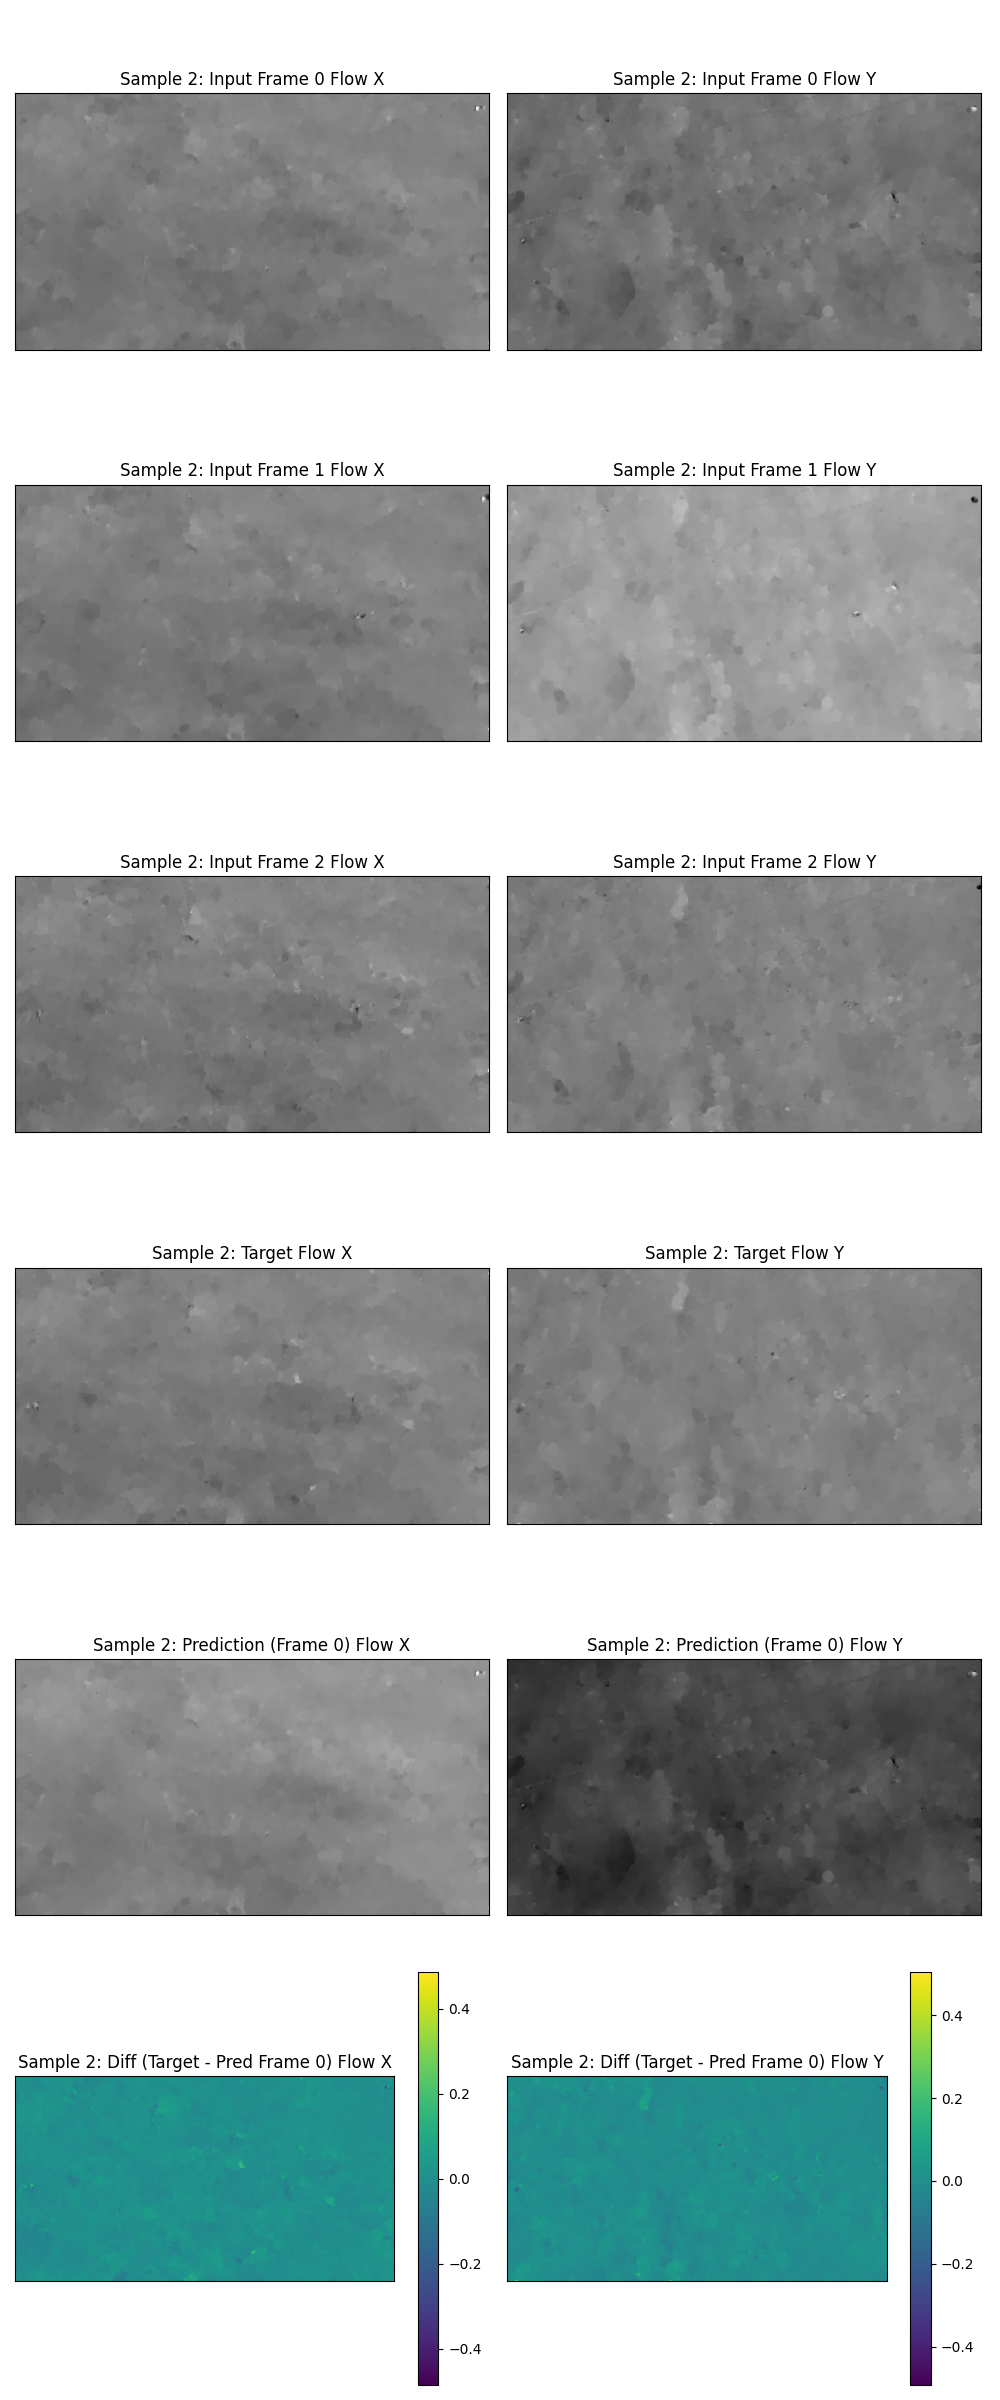 Sample 2: Input Frame 0 Flow X
Sample 2: Input Frame 0 Flow Y
Sample 2: Input Frame 1 Flow X
Sample 2: Input Frame 1 Flow Y
Sample 2: Input Frame 2 Flow X
Sample 2: Input Frame 2 Flow Y
Sample 2: Target Flow X
Sample 2: Target Flow Y
Sample 2: Prediction (Frame 0) Flow X
Sample 2: Prediction (Frame 0) Flow Y
Sample 2: Diff (Target - Pred Frame 0) Flow X
0.4
0.2
0.0
−0.2
−0.4
Sample 2: Diff (Target - Pred Frame 0) Flow Y
0.4
0.2
0.0
−0.2
−0.4